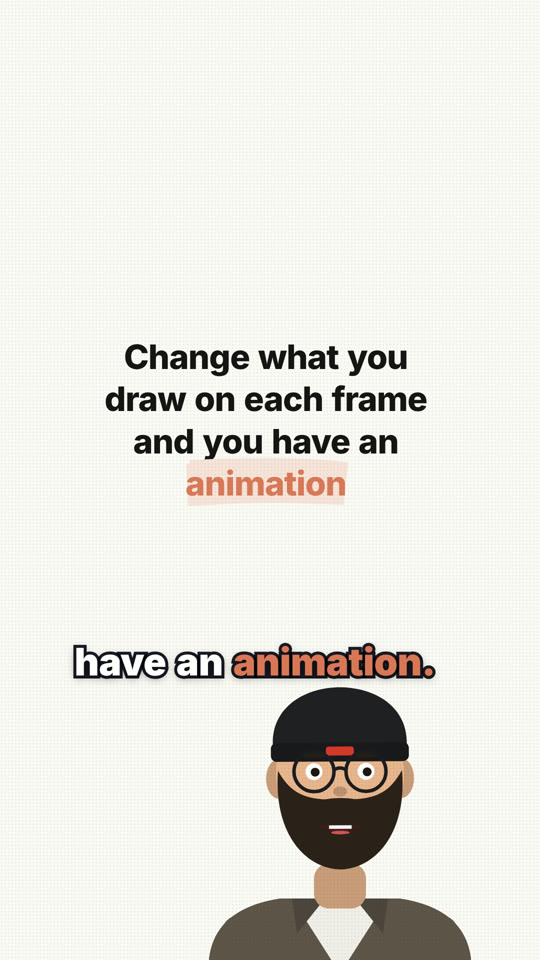 Change what you
draw on each frame
and you have an
animation
have an animation.